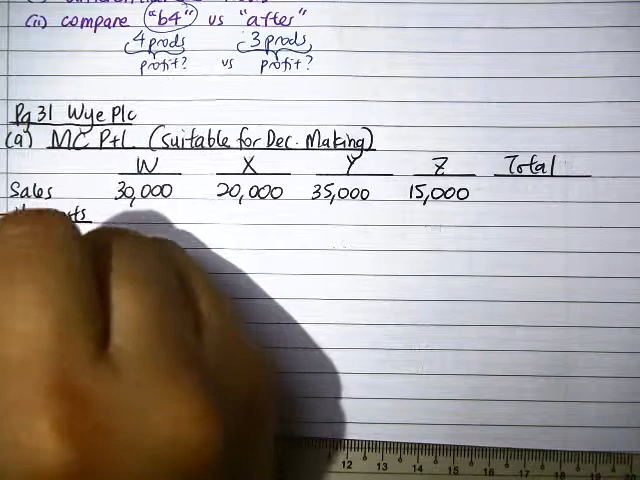 (ii) compare "b4" vs "after"
4 prods 3 prods
profit? vs profit?
Pg 31 Wye Plc
(a) MC P+L (Suitable for Dec. Making)
W X Y Z Total
Sales 30,000 20,000 35,000 15,000
12 13 14 15 16 17 18 19